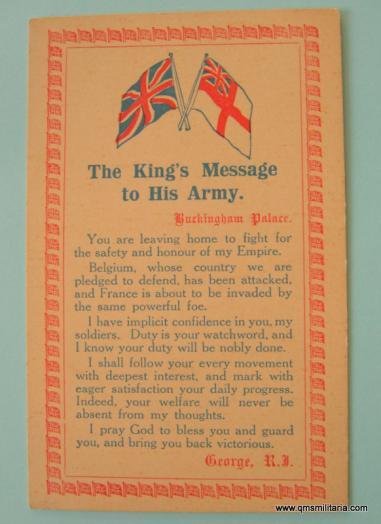 The King's Message
to His Army.
Buckingham Palace.
You are leaving home to fight for
the safety and honour of my Empire.
Belgium, whose country we are
pledged to defend, has been attacked,
and France is about to be invaded by
the same powerful foe.
I have implicit confidence in you, my
soldiers. Duty is your watchword, and
I know your duty will be nobly done.
I shall follow your every movement
with deepest interest, and mark with
eager satisfaction your daily progress.
Indeed, your welfare will never be
absent from my thoughts.
I pray God to bless you and guard
you, and bring you back victorious.
George, R.I.
www.qmsmilitaria.com